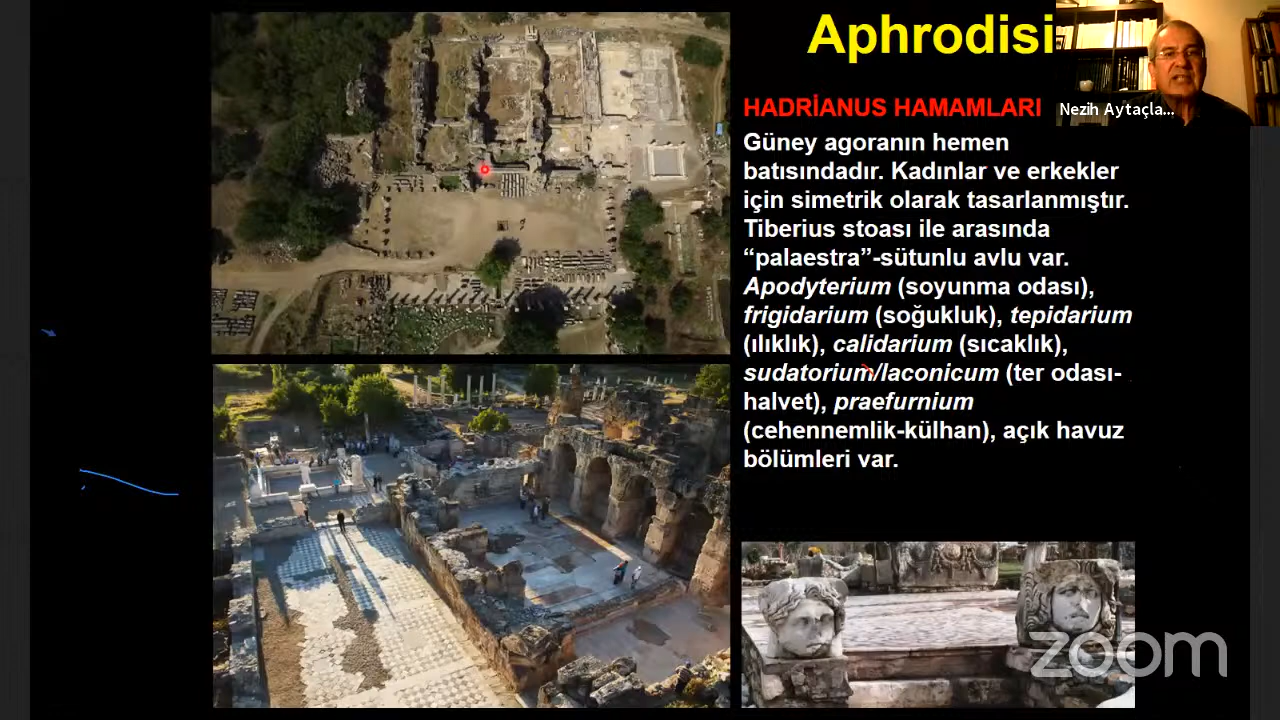 Aphrodisi
Nezih Aytaçla...
HADRİANUS HAMAMLARI
Güney agoranın hemen
batısındadır. Kadınlar ve erkekler
için simetrik olarak tasarlanmıştır.
Tiberius stoası ile arasında
“palaestra”-sütunlu avlu var.
Apodyterium (soyunma odası),
frigidarium (soğukluk), tepidarium
(ılıklık), calidarium (sıcaklık),
sudatorium/laconicum (ter odası-
halvet), praefurnium
(cehennemlik-külhan), açık havuz
bölümleri var.
zoom